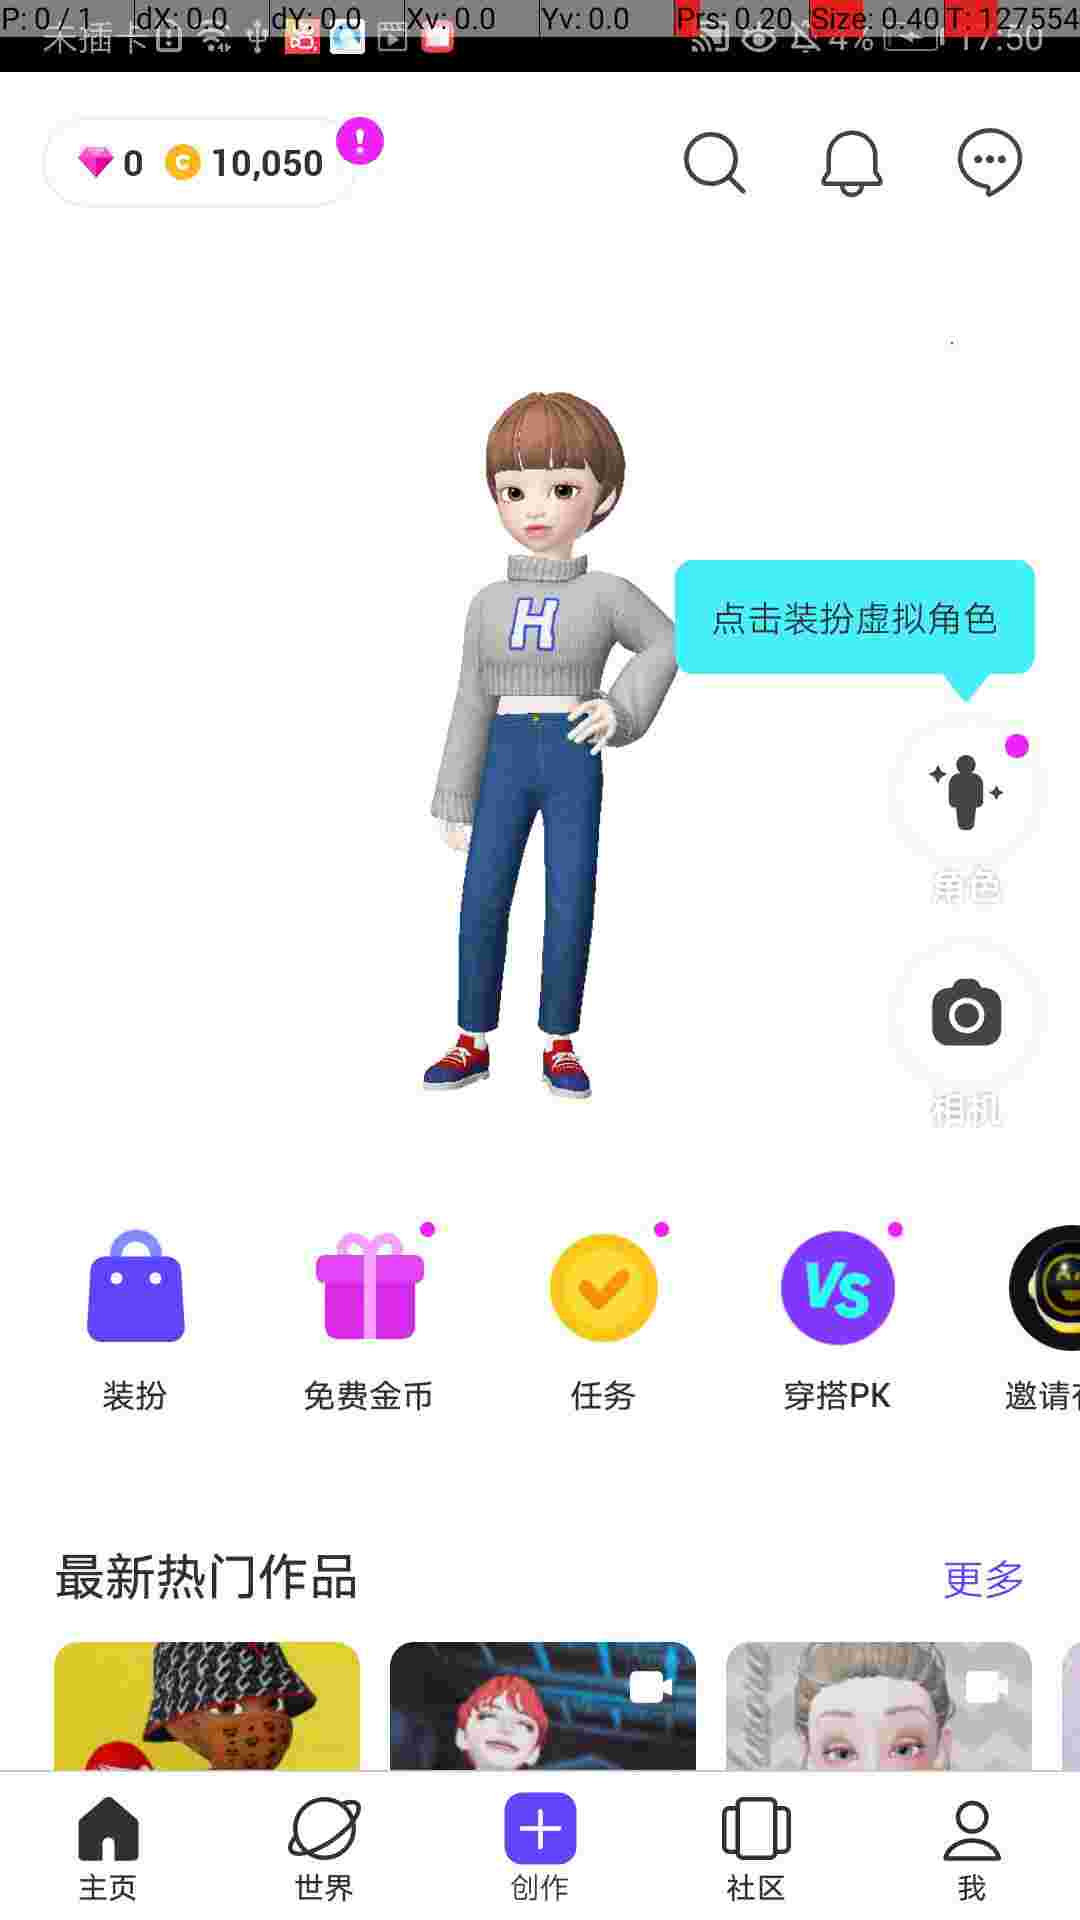 P: 0 / 1 dX: 0.0 dY: 0.0 Xv: 0.0 Yv: 0.0 Prs: 0.20 Size: 0.40 T: 127554
未插卡 4% 17:50
0 10,050
H
点击装扮虚拟角色
角色
相机
VS
装扮 免费金币 任务 穿搭PK 邀请
最新热门作品 更多
主页 世界 创作 社区 我